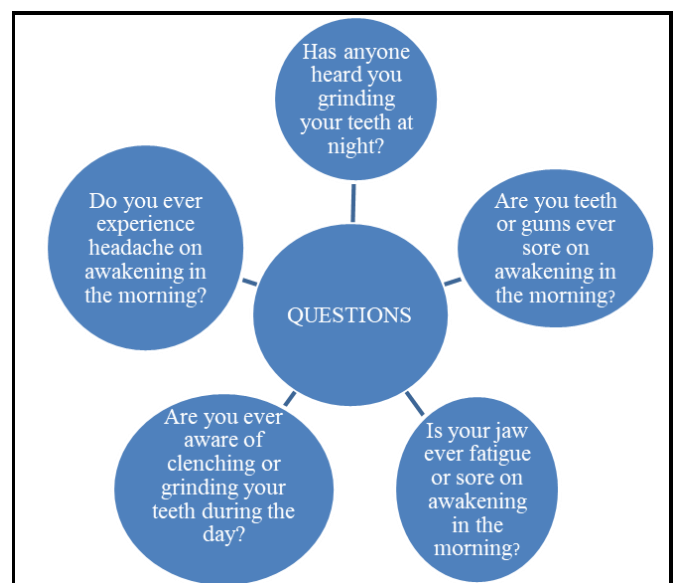 Has anyone
heard you
grinding
your teeth at
night?
Do you ever
experience
headache on
awakening in
the morning?
Are you teeth
or gums ever
sore on
awakening in
the morning?
QUESTIONS
Are you ever
aware of
clenching or
grinding your
teeth during the
day?
Is your jaw
ever fatigue
or sore on
awakening
in the
morning?